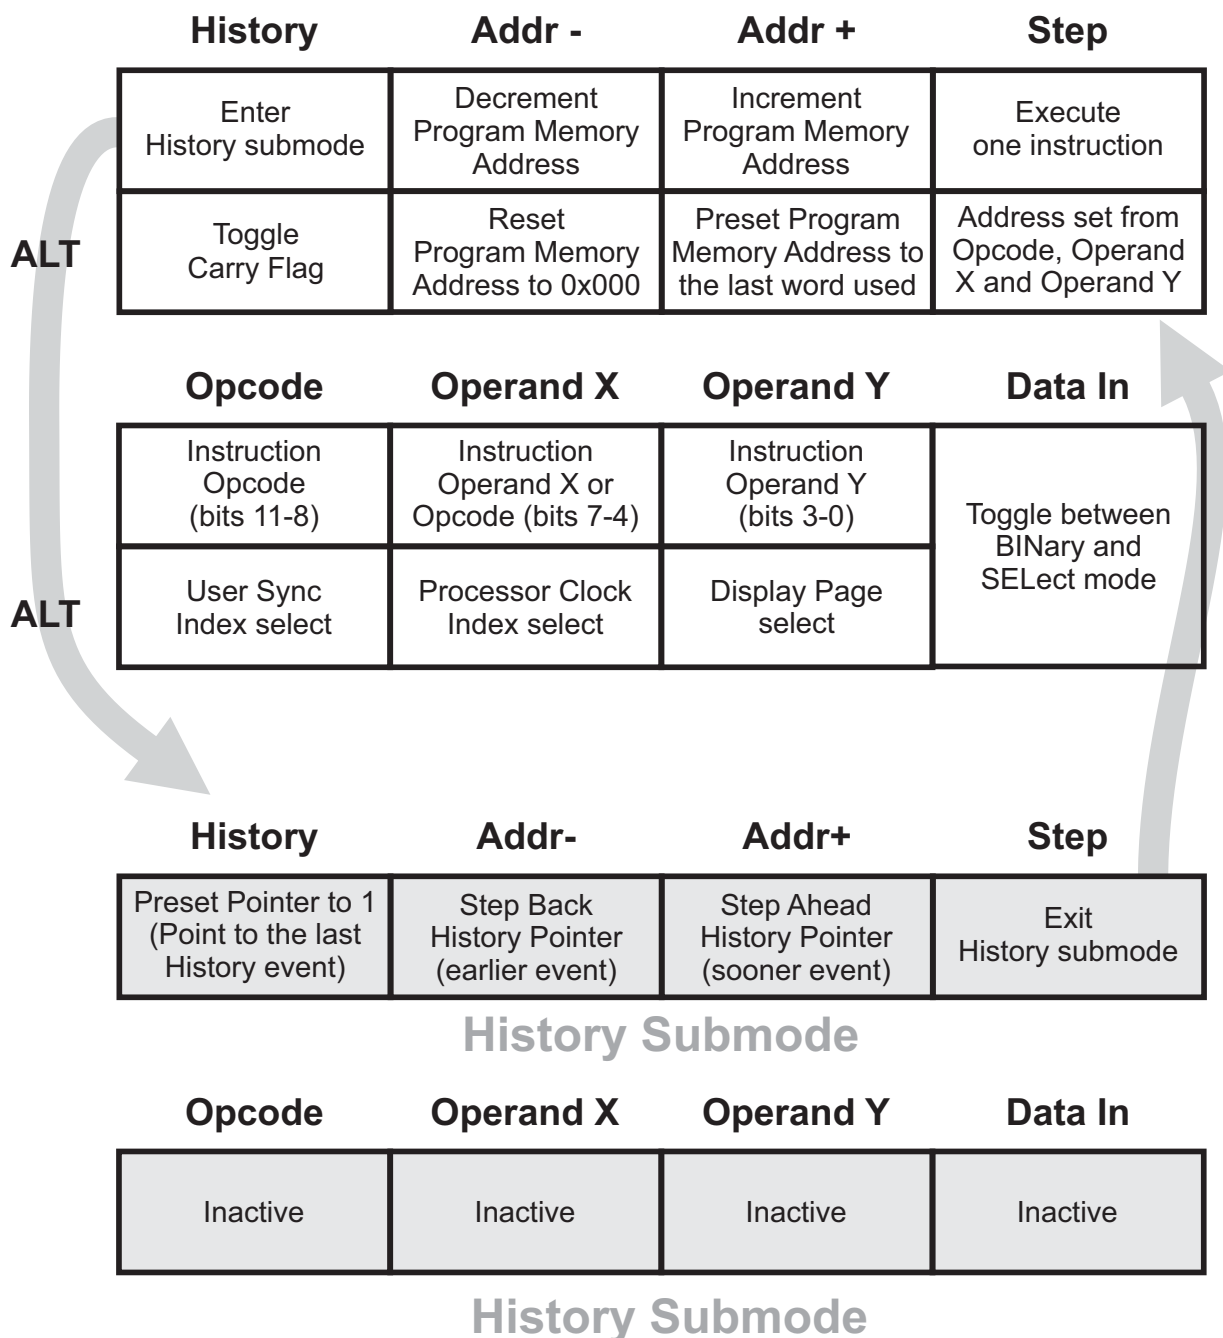 History Addr - Addr + Step
Enter
History submode
Decrement
Program Memory
Address
Increment
Program Memory
Address
Execute
one instruction
ALT
Toggle
Carry Flag
Reset
Program Memory
Address to 0x000
Preset Program
Memory Address to
the last word used
Address set from
Opcode, Operand
X and Operand Y
Opcode Operand X Operand Y Data In
Instruction
Opcode
(bits 11-8)
Instruction
Operand X or
Opcode (bits 7-4)
Instruction
Operand Y
(bits 3-0)
Toggle between
BINary and
SELect mode
ALT
User Sync
Index select
Processor Clock
Index select
Display Page
select
History Addr- Addr+ Step
Preset Pointer to 1
(Point to the last
History event)
Step Back
History Pointer
(earlier event)
Step Ahead
History Pointer
(sooner event)
Exit
History submode
History Submode
Opcode Operand X Operand Y Data In
Inactive Inactive Inactive Inactive
History Submode